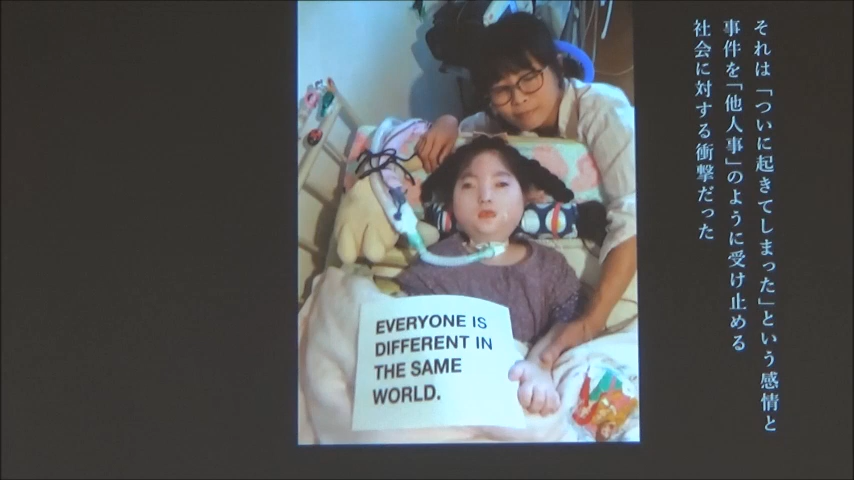 それは「ついに起きてしまった」という感情と
事件を「他人事」のように受け止める
社会に対する衝撃だった
EVERYONE IS
DIFFERENT IN
THE SAME
WORLD.